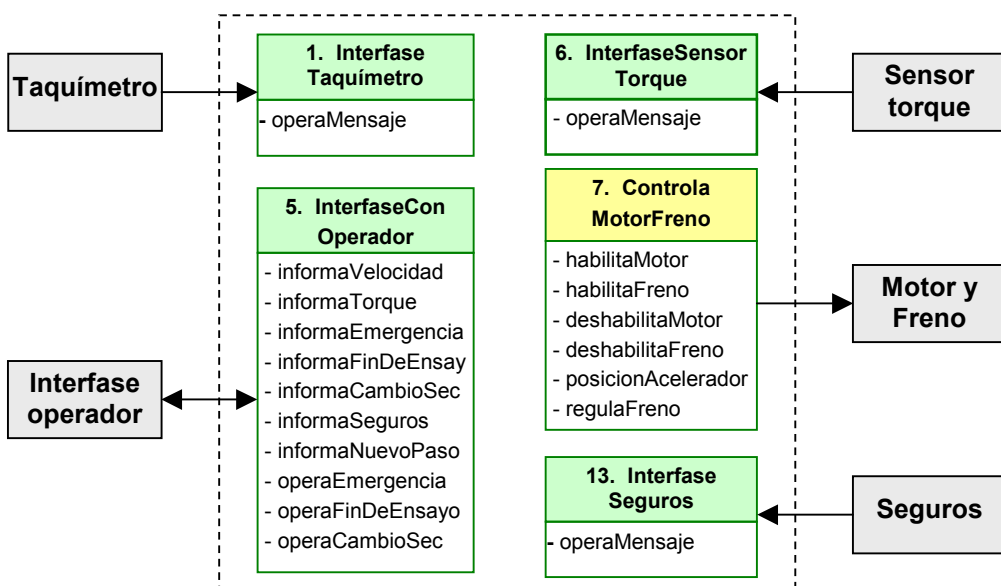 Taquímetro
1. Interfase
Taquímetro
- operaMensaje
6. InterfaseSensor
Torque
- operaMensaje
Sensor
torque
5. InterfaseCon
Operador
- informaVelocidad
- informaTorque
- informaEmergencia
- informaFinDeEnsay
- informaCambioSec
- informaSeguros
- informaNuevoPaso
- operaEmergencia
- operaFinDeEnsayo
- operaCambioSec
Interfase
operador
7. Controla
MotorFreno
- habilitaMotor
- habilitaFreno
- deshabilitaMotor
- deshabilitaFreno
- posicionAcelerador
- regulaFreno
Motor y
Freno
13. Interfase
Seguros
- operaMensaje
Seguros